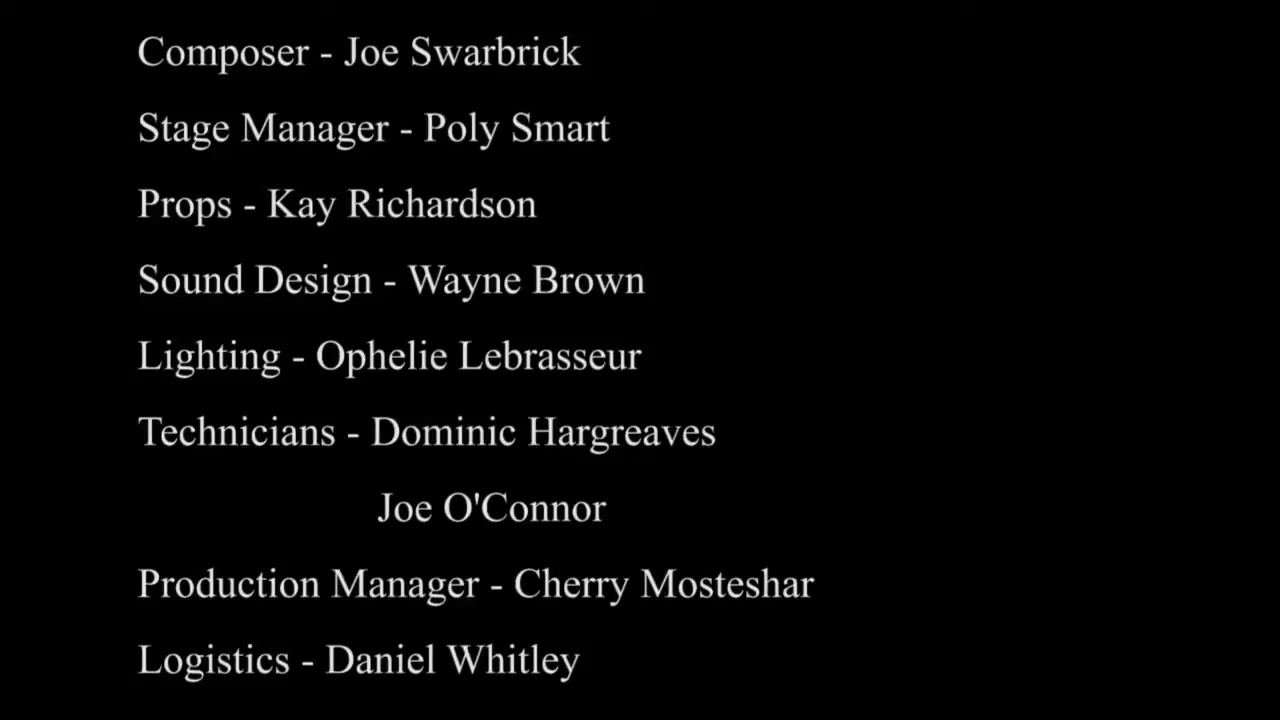 Composer - Joe Swarbrick
Stage Manager - Poly Smart
Props - Kay Richardson
Sound Design - Wayne Brown
Lighting - Ophelie Lebrasseur
Technicians - Dominic Hargreaves
Joe O'Connor
Production Manager - Cherry Mosteshar
Logistics - Daniel Whitley